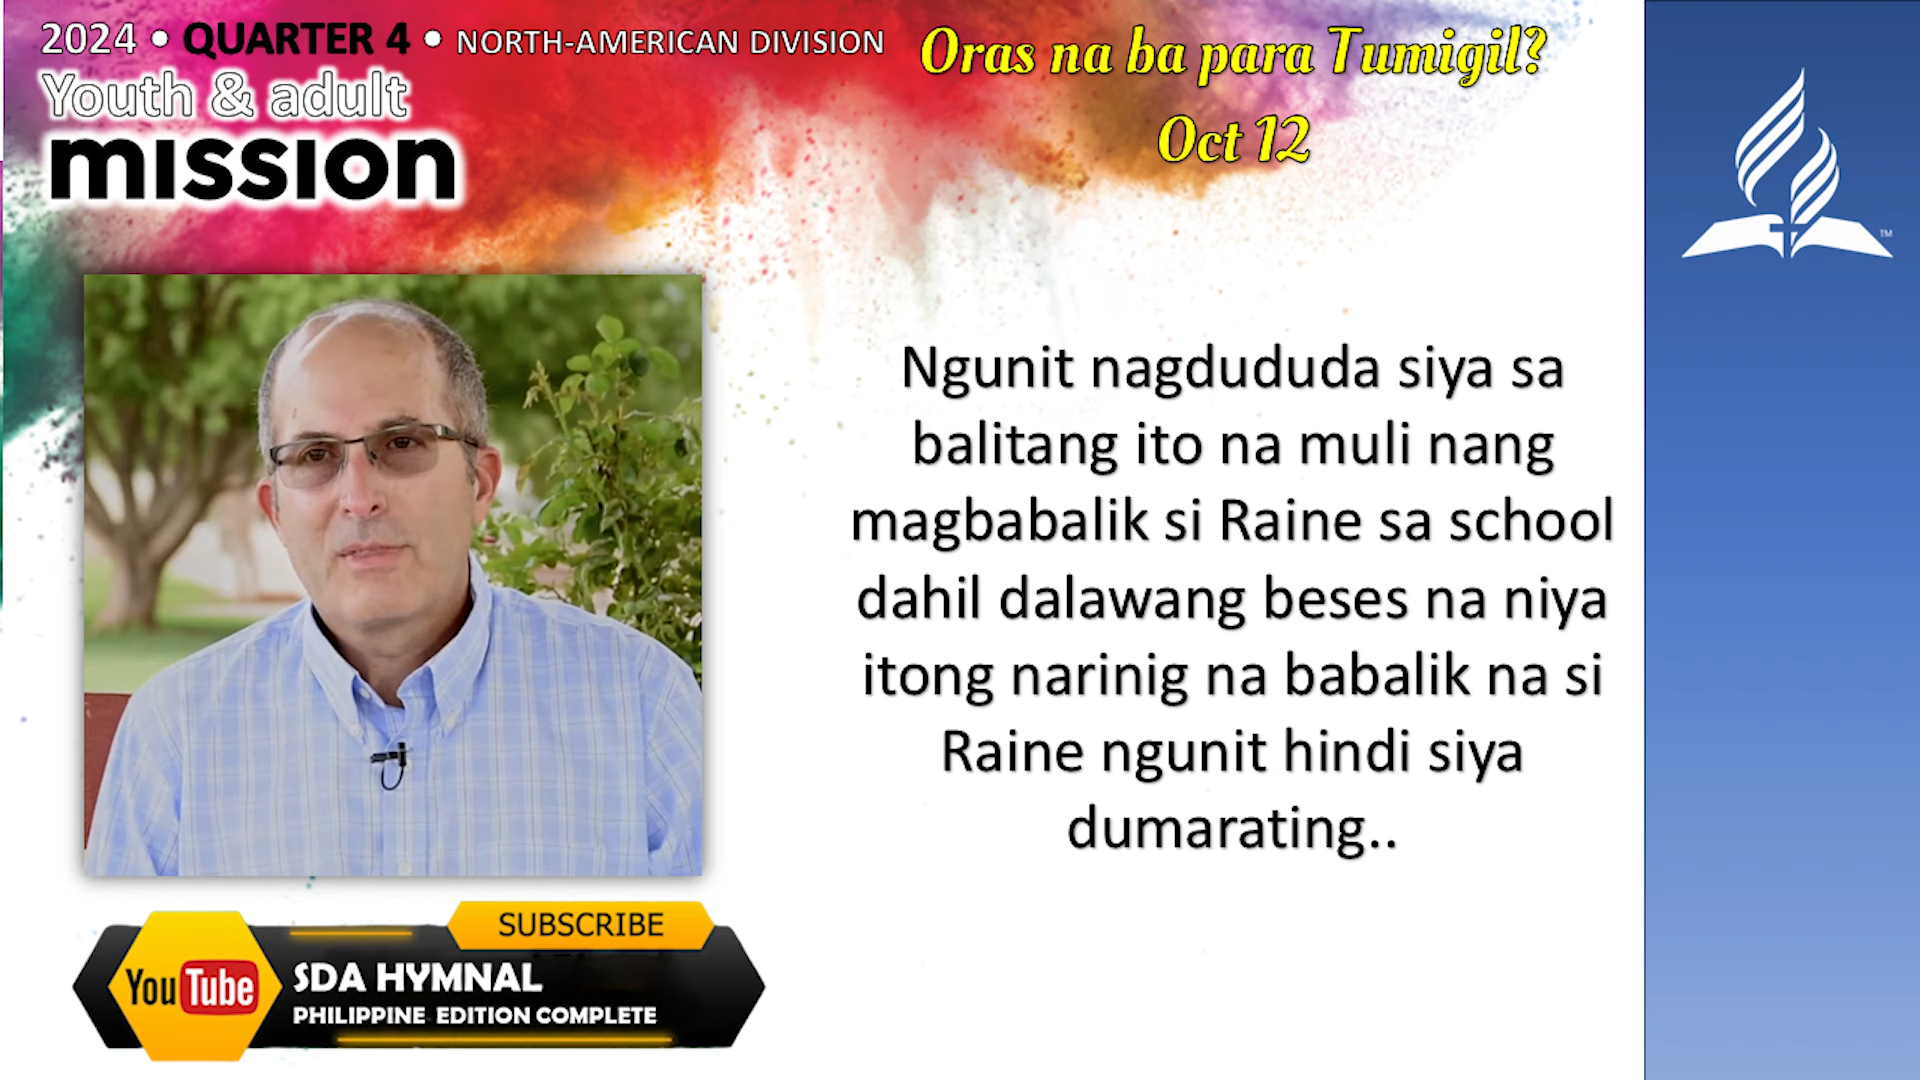 2024 • QUARTER 4 • NORTH-AMERICAN DIVISION
Youth & adult
mission
Oras na ba para Tumigil?
Oct 12
Ngunit nagdududa siya sa
balitang ito na muli nang
magbabalik si Raine sa school
dahil dalawang beses na niya
itong narinig na babalik na si
Raine ngunit hindi siya
dumarating..
SUBSCRIBE
YouTube
SDA HYMNAL
PHILIPPINE EDITION COMPLETE
TM